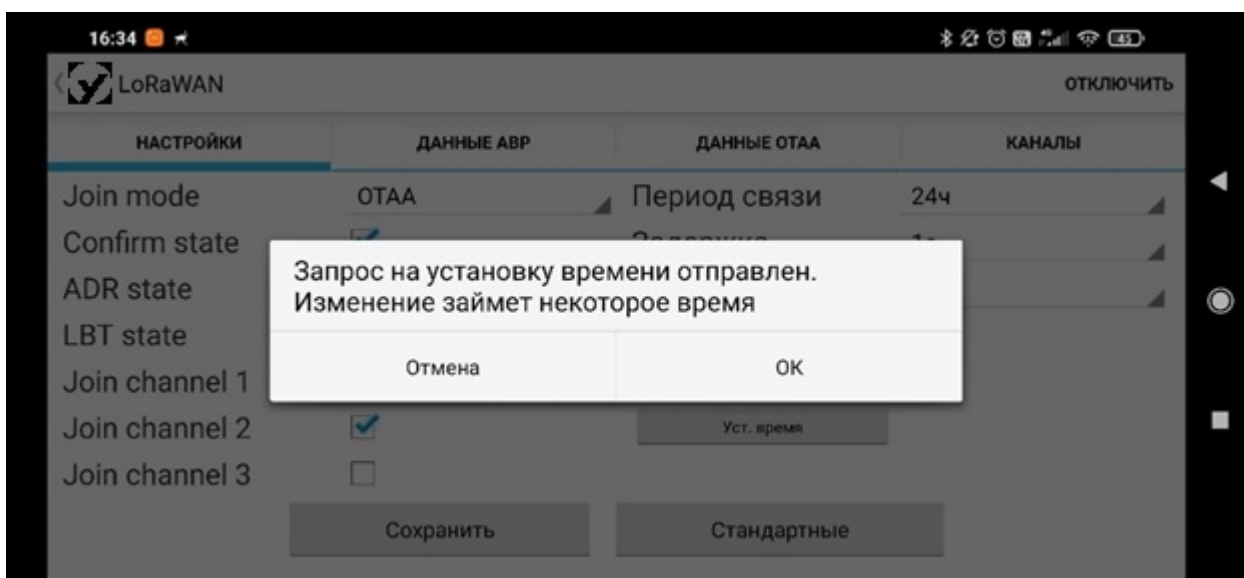 16:34
45
LoRaWAN
ОТКЛЮЧИТЬ
НАСТРОЙКИ
ДАННЫЕ ABP
ДАННЫЕ OTAA
КАНАЛЫ
Join mode
OTAA
Период связи
24ч
Confirm state
ADR state
LBT state
Запрос на установку времени отправлен.
Изменение займет некоторое время
Отмена
ОК
Join channel 1
Join channel 2
Уст. время
Join channel 3
Сохранить
Стандартные